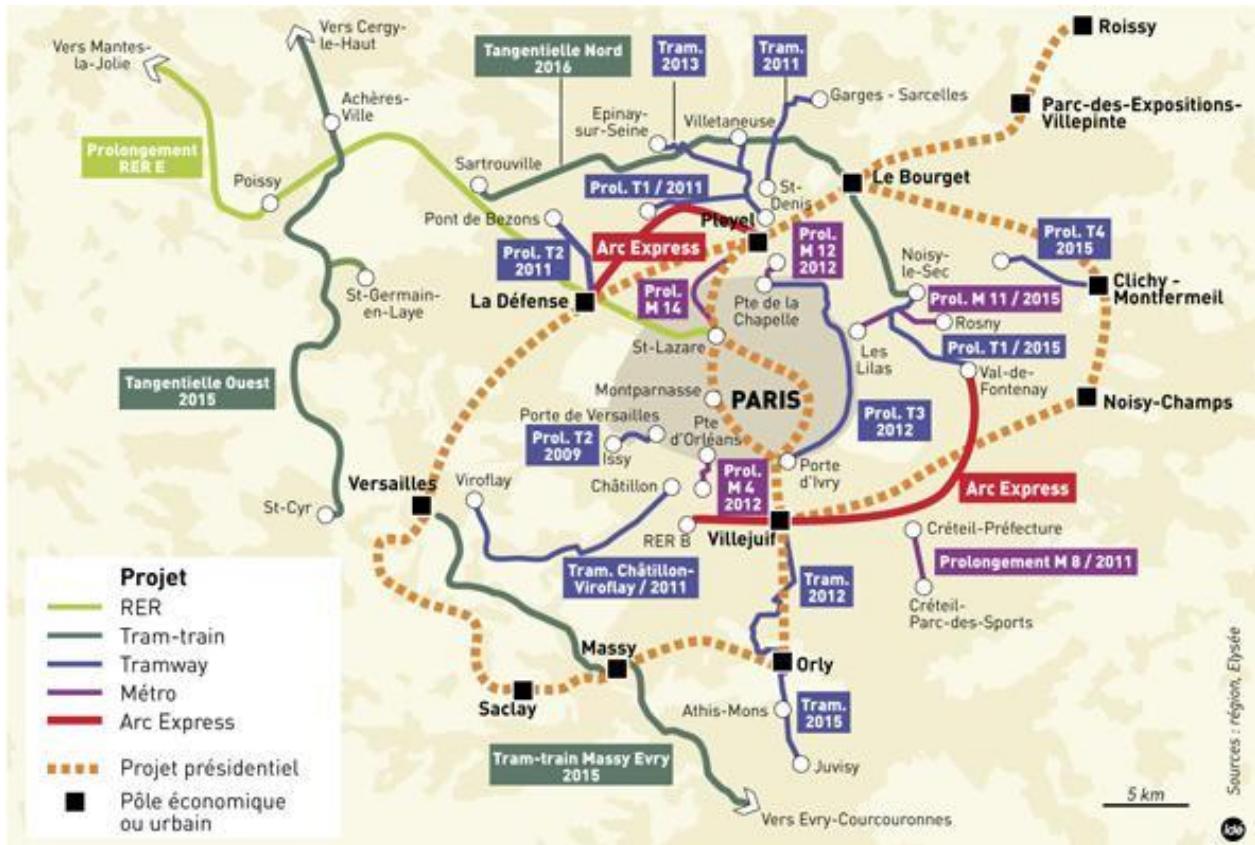 Vers Mantes-
la-Jolie
Vers Cergy-
le-Haut
Tangentielle Nord
2016
Tram.
2013
Tram.
2011
Roissy
Garges - Sarcelles
Parc-des-Expositions-
Villepinte
Achères-
Ville
Epinay-
sur-Seine
Villetaneuse
Prolongement
RER E
Sartrouville
Poissy
Prol. T1 / 2011
St-
Denis
Le Bourget
Pont de Bezons
Pleyel
Arc Express
Prol. T2
2011
Prol.
M 12
2012
Prol. T4
2015
Noisy-
le-Sec
St-Germain-
en-Laye
La Défense
Prol.
M 14
Pte de la
Chapelle
Clichy -
Montfermeil
Prol. M 11 / 2015
Rosny
St-Lazare
Les
Lilas
Prol. T1 / 2015
Val-de-
Fontenay
Tangentielle Ouest
2015
Montparnasse
PARIS
Noisy-Champs
Porte de Versailles
Pte
d'Orléans
Prol. T3
2012
Prol. T2
2009
Issy
Prol.
M 4
2012
Porte
d'Ivry
Versailles
Viroflay
Châtillon
Arc Express
St-Cyr
RER B
Villejuif
Créteil-Préfecture
Prolongement M 8 / 2011
Créteil-
Parc-des-Sports
Tram. Châtillon-
Viroflay / 2011
Tram.
2012
Massy
Orly
Saclay
Athis-Mons
Tram.
2015
Juvisy
Tram-train Massy Evry
2015
Vers Evry-Courcouronnes
Projet
RER
Tram-train
Tramway
Métro
Arc Express
Projet présidentiel
Pôle économique
ou urbain
5 km
Sources : région, Elysée
idé